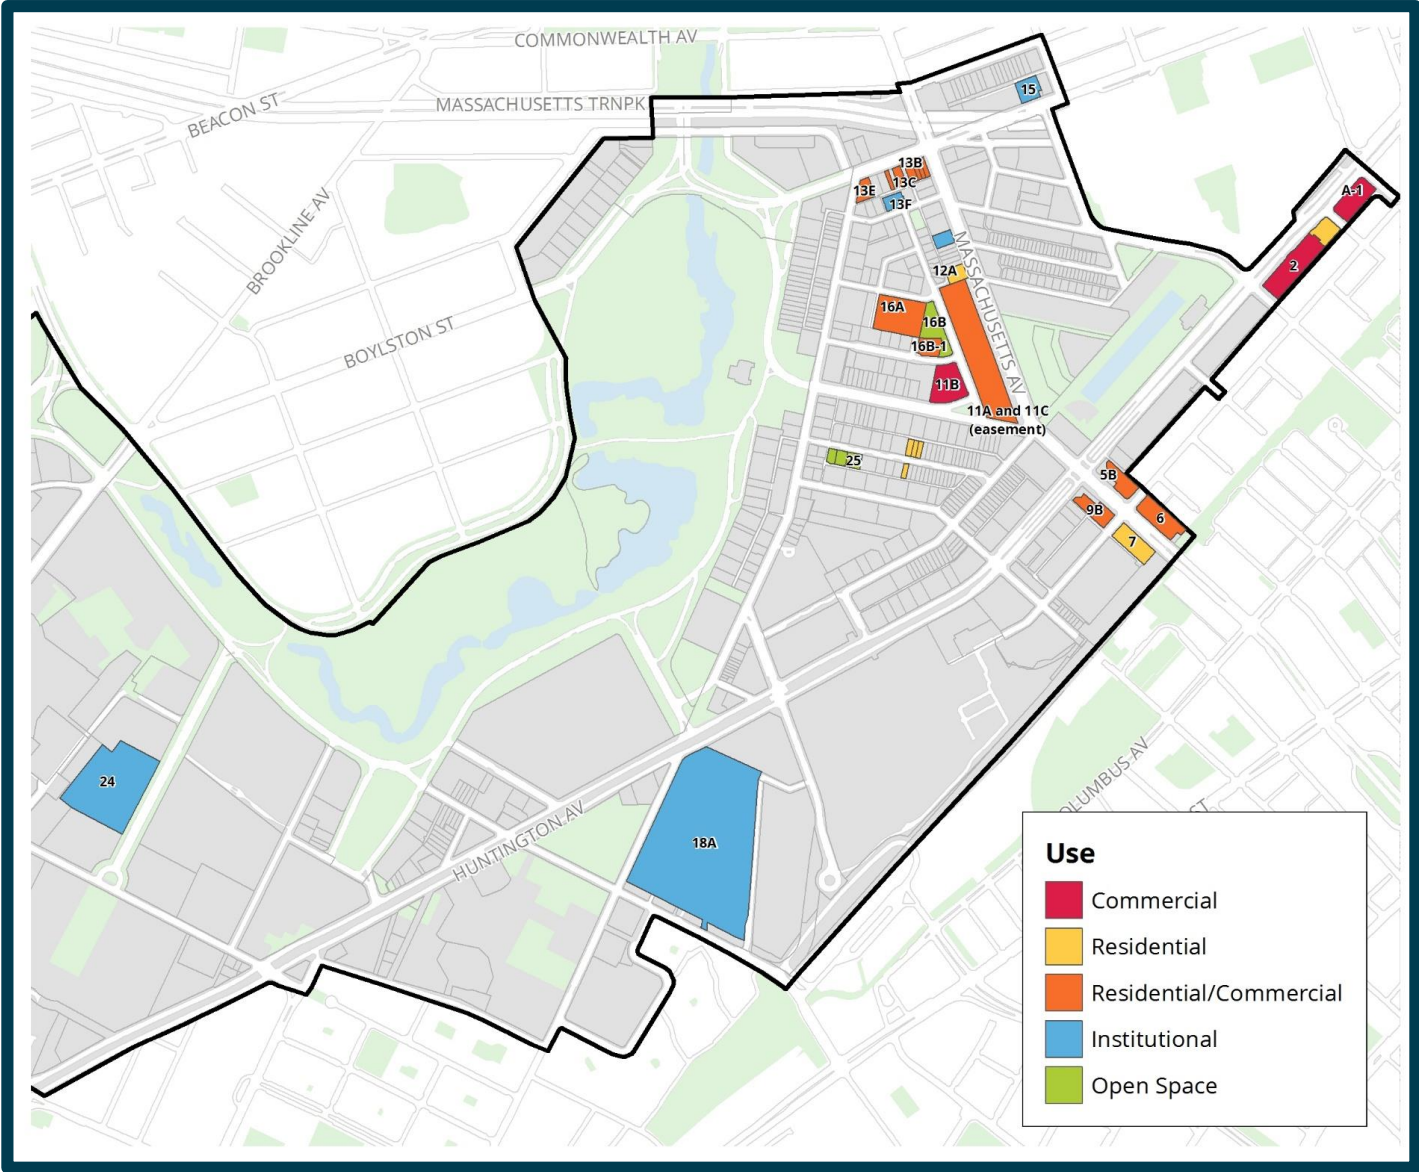 COMMONWEALTH AV
BEACON ST
MASSACHUSETTS TRNPK
15
13B
13C
13E
13F
A-1
BROOKLINE AV
MASSACHUSETTS AV
2
12A
16A
16B
BOYLSTON ST
16B-1
11B
11A and 11C
(easement)
25
5B
9B
6
7
24
COLUMBUS AV
ST
HUNTINGTON AV
18A
Use
Commercial
Residential
Residential/Commercial
Institutional
Open Space